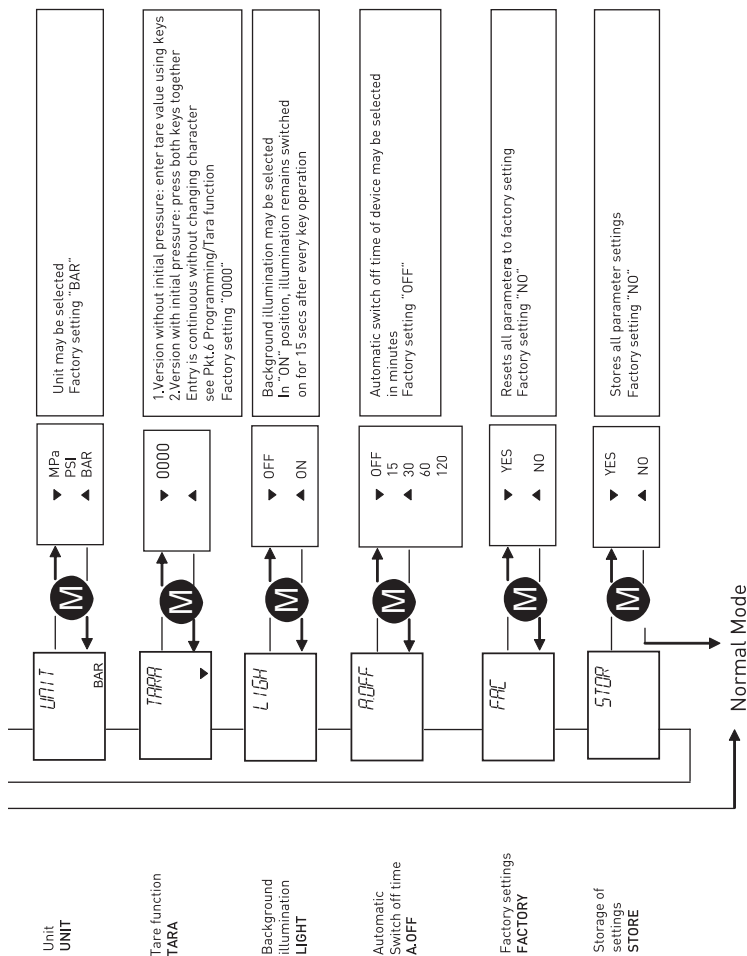 Unit
UNIT
UNIT
BAR
M
MPa
PSI
BAR
Unit may be selected
Factory setting "BAR"
Tare function
TARA
TARA
M
0000
1.Version without initial pressure: enter tare value using keys
2.Version with initial pressure: press both keys together
Entry is continuous without changing character
see Pkt.6 Programming/Tara function
Factory setting "0000"
Background
illumination
LIGHT
LIGH
M
OFF
ON
Background illumination may be selected
In "ON" position, illumination remains switched
on for 15 secs after every key operation
Automatic
Switch off time
A.OFF
A.OFF
M
OFF
15
30
60
120
Automatic switch off time of device may be selected
in minutes
Factory setting "OFF"
Factory settings
FACTORY
FAC
M
YES
NO
Resets all parameters to factory setting
Factory setting "NO"
Storage of
settings
STORE
STOR
M
YES
NO
Stores all parameter settings
Factory setting "NO"
Normal Mode